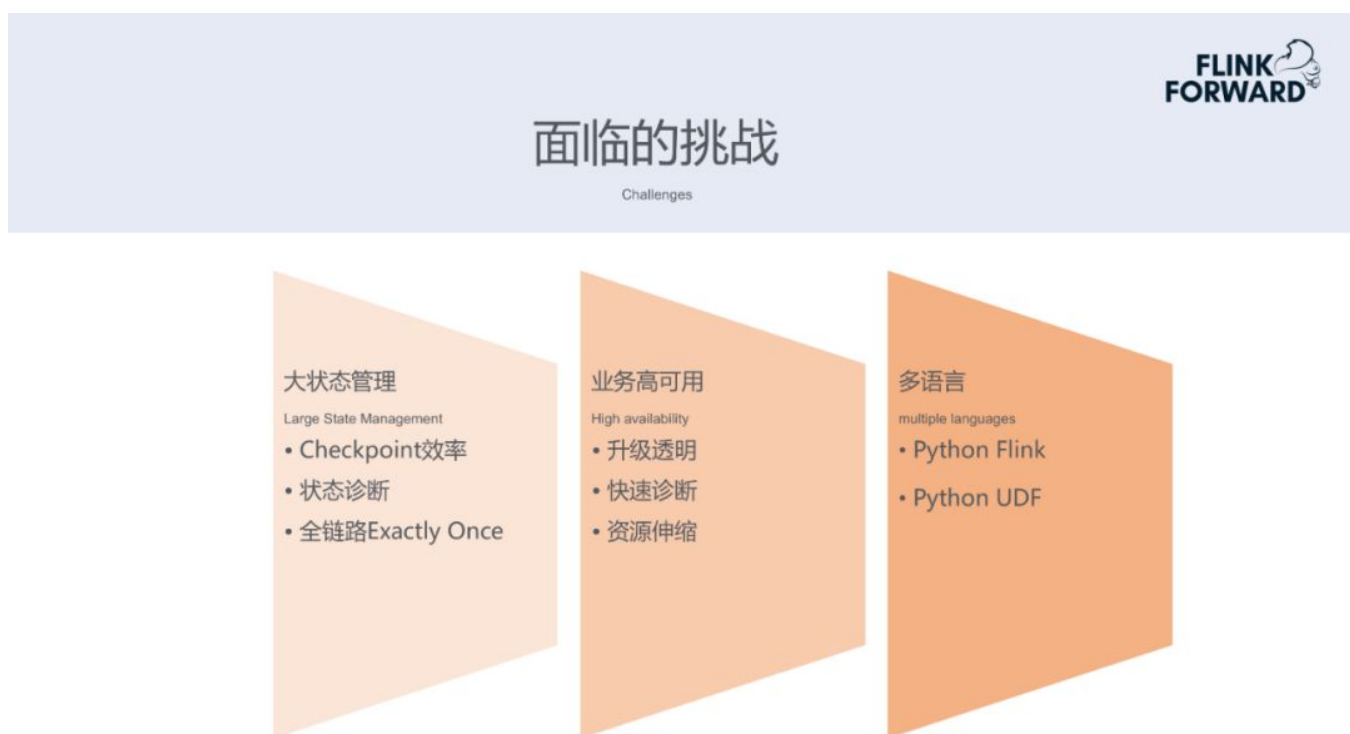 FLINK
FORWARD
面临的挑战
Challenges
大状态管理
Large State Management
• Checkpoint效率
• 状态诊断
• 全链路Exactly Once
业务高可用
High availability
• 升级透明
• 快速诊断
• 资源伸缩
多语言
multiple languages
• Python Flink
• Python UDF